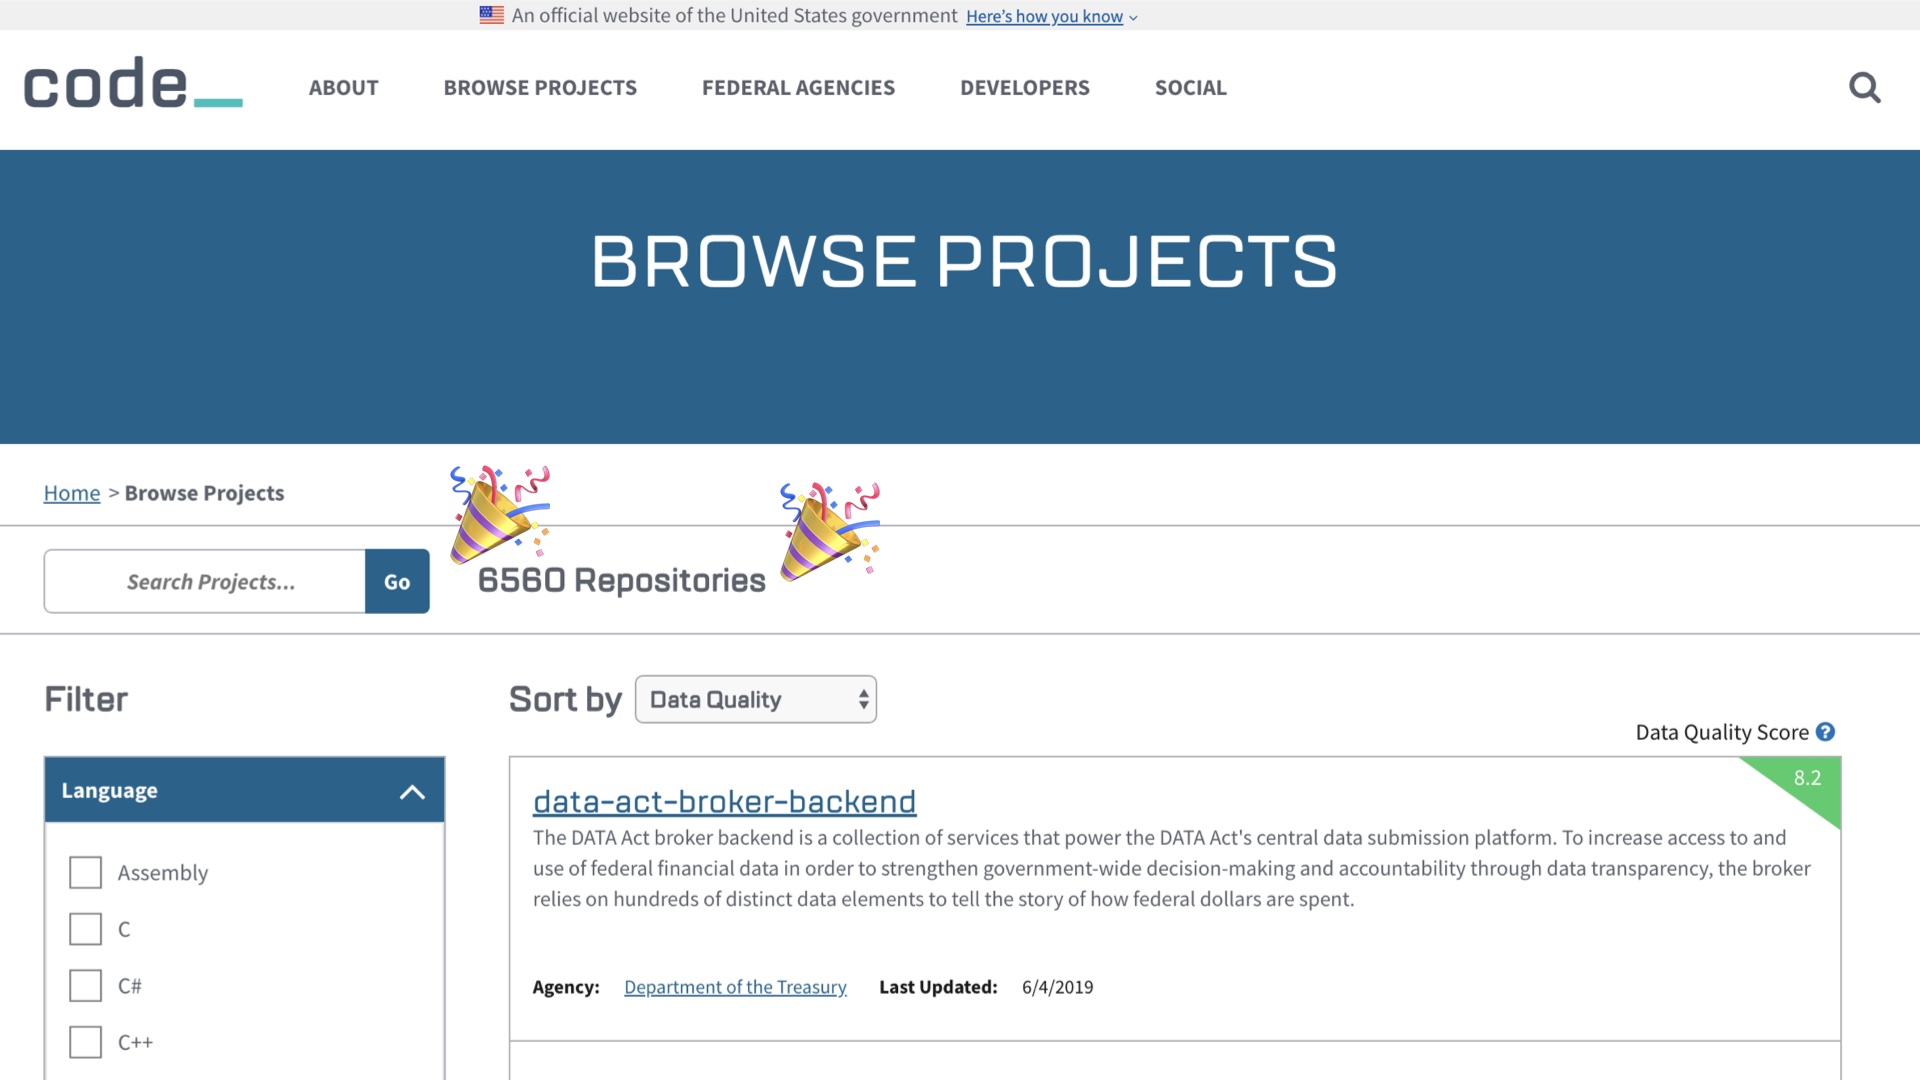 An official website of the United States government Here's how you know
code_
ABOUT BROWSE PROJECTS FEDERAL AGENCIES DEVELOPERS SOCIAL
BROWSE PROJECTS
Home > Browse Projects
Search Projects... Go 6560 Repositories
Filter
Sort by Data Quality
Data Quality Score ?
Language
Assembly
C
C#
C++
8.2
data-act-broker-backend
The DATA Act broker backend is a collection of services that power the DATA Act's central data submission platform. To increase access to and
use of federal financial data in order to strengthen government-wide decision-making and accountability through data transparency, the broker
relies on hundreds of distinct data elements to tell the story of how federal dollars are spent.
Agency: Department of the Treasury Last Updated: 6/4/2019